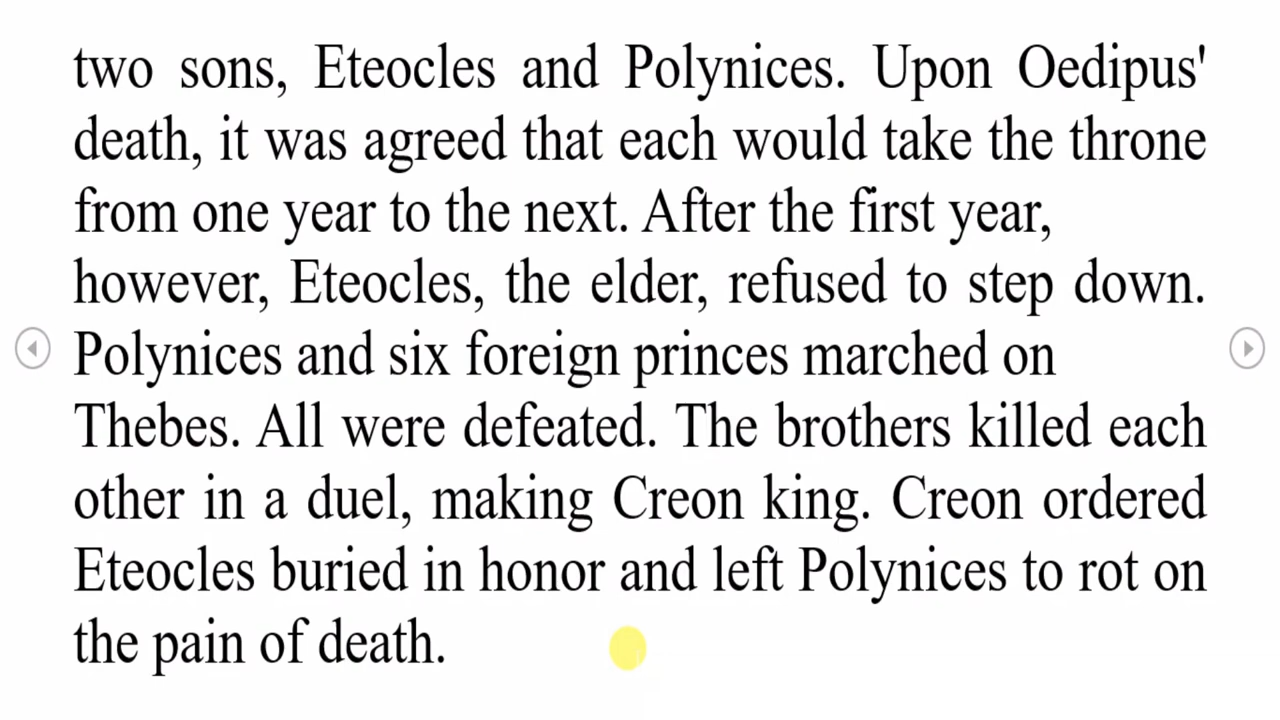 two sons, Eteocles and Polynices. Upon Oedipus'
death, it was agreed that each would take the throne
from one year to the next. After the first year,
however, Eteocles, the elder, refused to step down.
Polynices and six foreign princes marched on
Thebes. All were defeated. The brothers killed each
other in a duel, making Creon king. Creon ordered
Eteocles buried in honor and left Polynices to rot on
the pain of death.